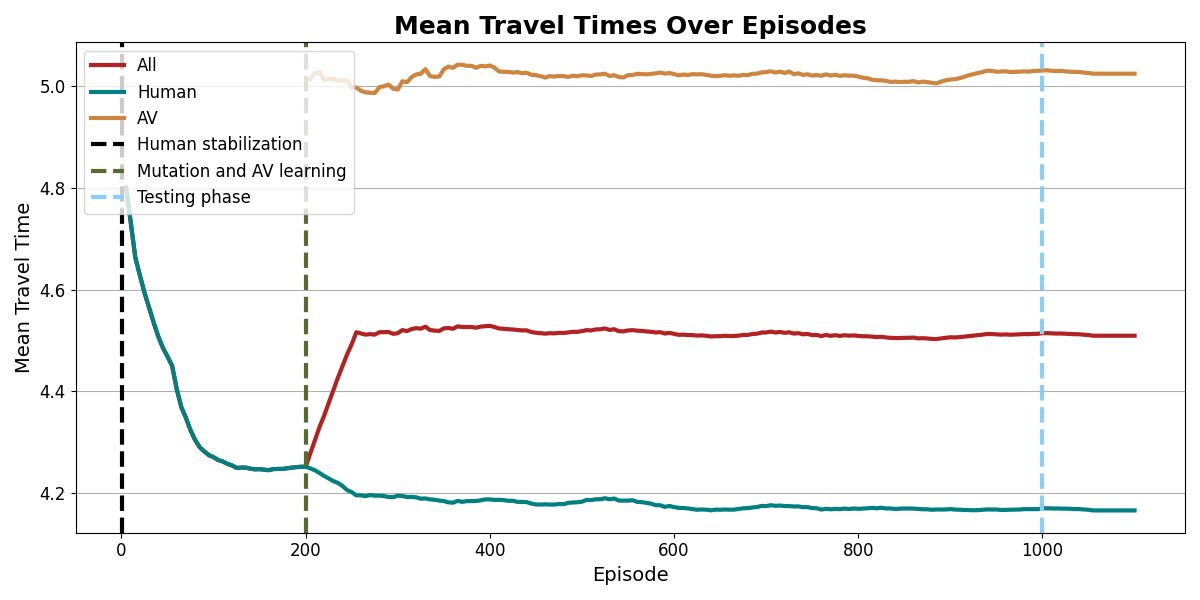 Mean Travel Times Over Episodes
All
Human
AV
Human stabilization
Mutation and AV learning
Testing phase
Mean Travel Time
5.0
4.8
4.6
4.4
4.2
0
200
400
600
800
1000
Episode